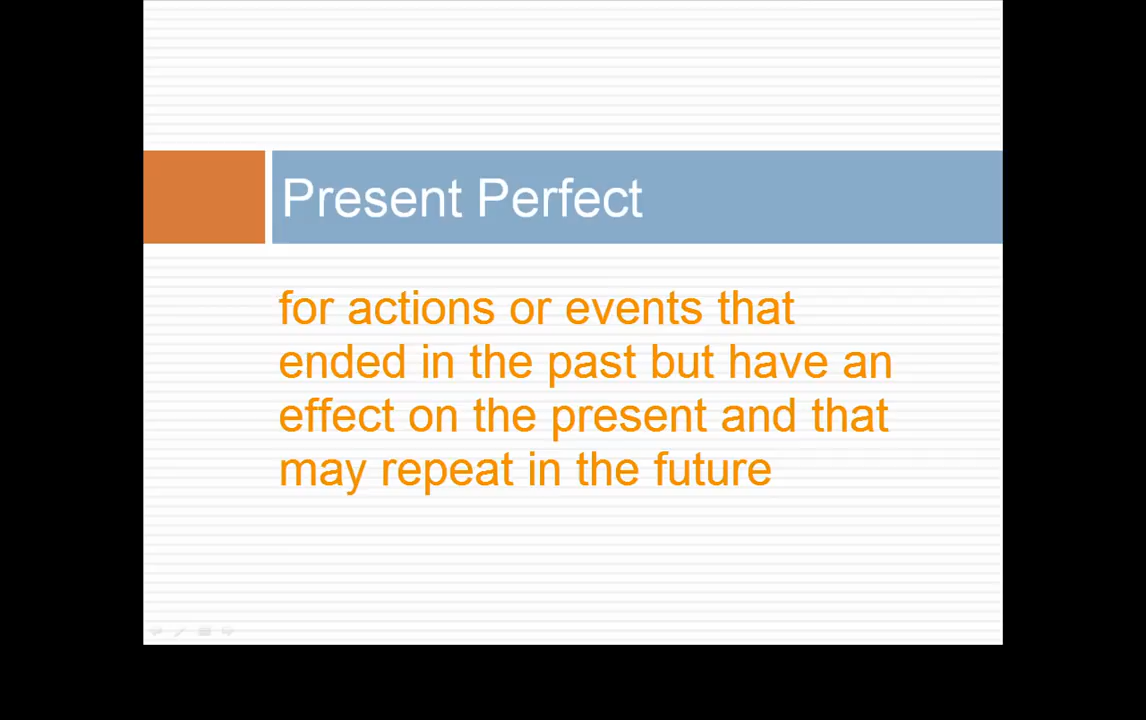 Present Perfect
for actions or events that
ended in the past but have an
effect on the present and that
may repeat in the future